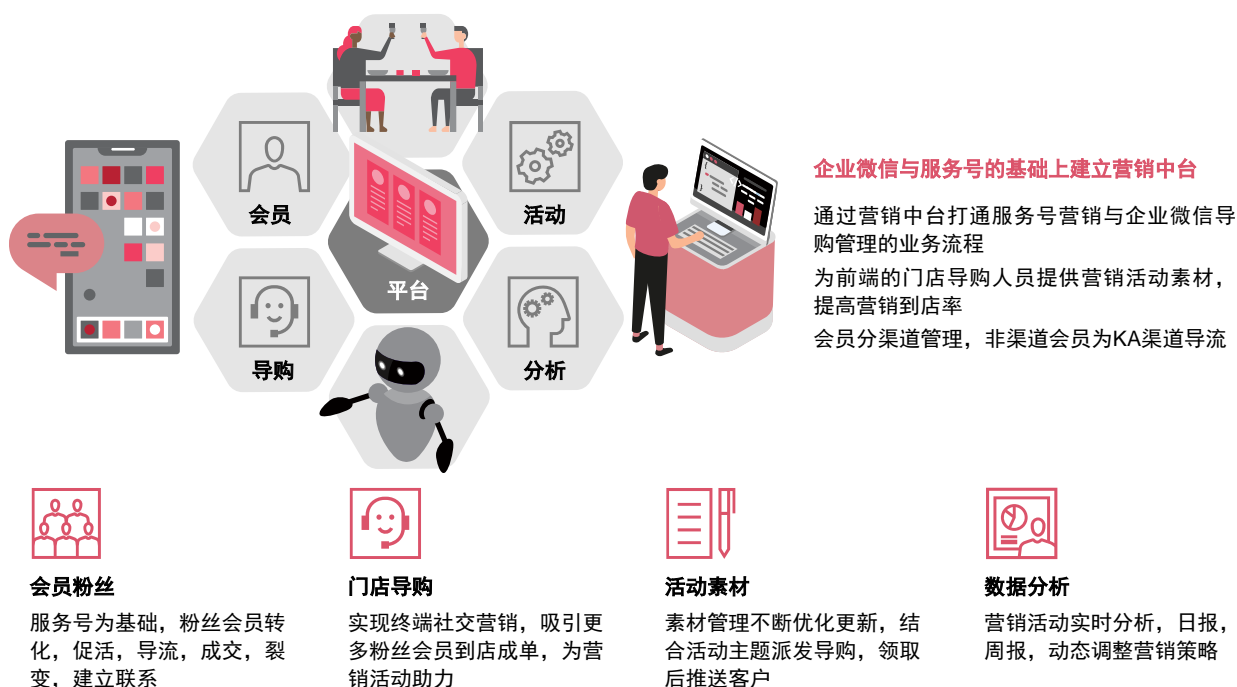 会员
活动
平台
导购
分析
企业微信与服务号的基础上建立营销中台
通过营销中台打通服务号营销与企业微信导
购管理的业务流程
为前端的门店导购人员提供营销活动素材，
提高营销到店率
会员分渠道管理，非渠道会员为KA渠道导流
会员粉丝
服务号为基础，粉丝会员转
化，促活，导流，成交，裂
变，建立联系
门店导购
实现终端社交营销，吸引更
多粉丝会员到店成单，为营
销活动助力
活动素材
素材管理不断优化更新，结
合活动主题派发导购，领取
后推送客户
数据分析
营销活动实时分析，日报，
周报，动态调整营销策略